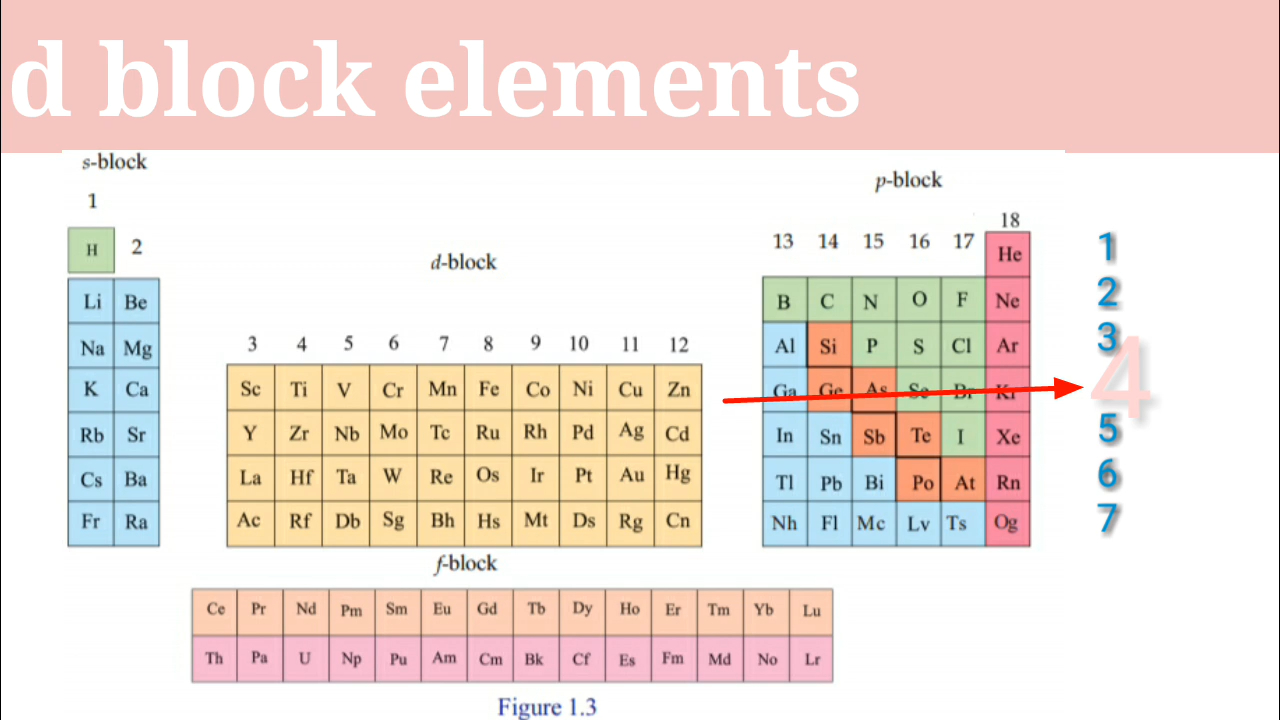 d block elements
s-block
p-block
1
18
13 14 15 16 17
2
H
He
d-block
Li Be
B C N O F Ne
3 4 5 6 7 8 9 10 11 12
Na Mg
Al Si P S Cl Ar
K Ca Sc Ti V Cr Mn Fe Co Ni Cu Zn Ga Ge As Se Br Kr
Rb Sr Y Zr Nb Mo Tc Ru Rh Pd Ag Cd In Sn Sb Te I Xe
Cs Ba La Hf Ta W Re Os Ir Pt Au Hg Tl Pb Bi Po At Rn
Fr Ra Ac Rf Db Sg Bh Hs Mt Ds Rg Cn Nh Fl Mc Lv Ts Og
1
2
3
4
5
6
7
f-block
Ce Pr Nd Pm Sm Eu Gd Tb Dy Ho Er Tm Yb Lu
Th Pa U Np Pu Am Cm Bk Cf Es Fm Md No Lr
Figure 1.3